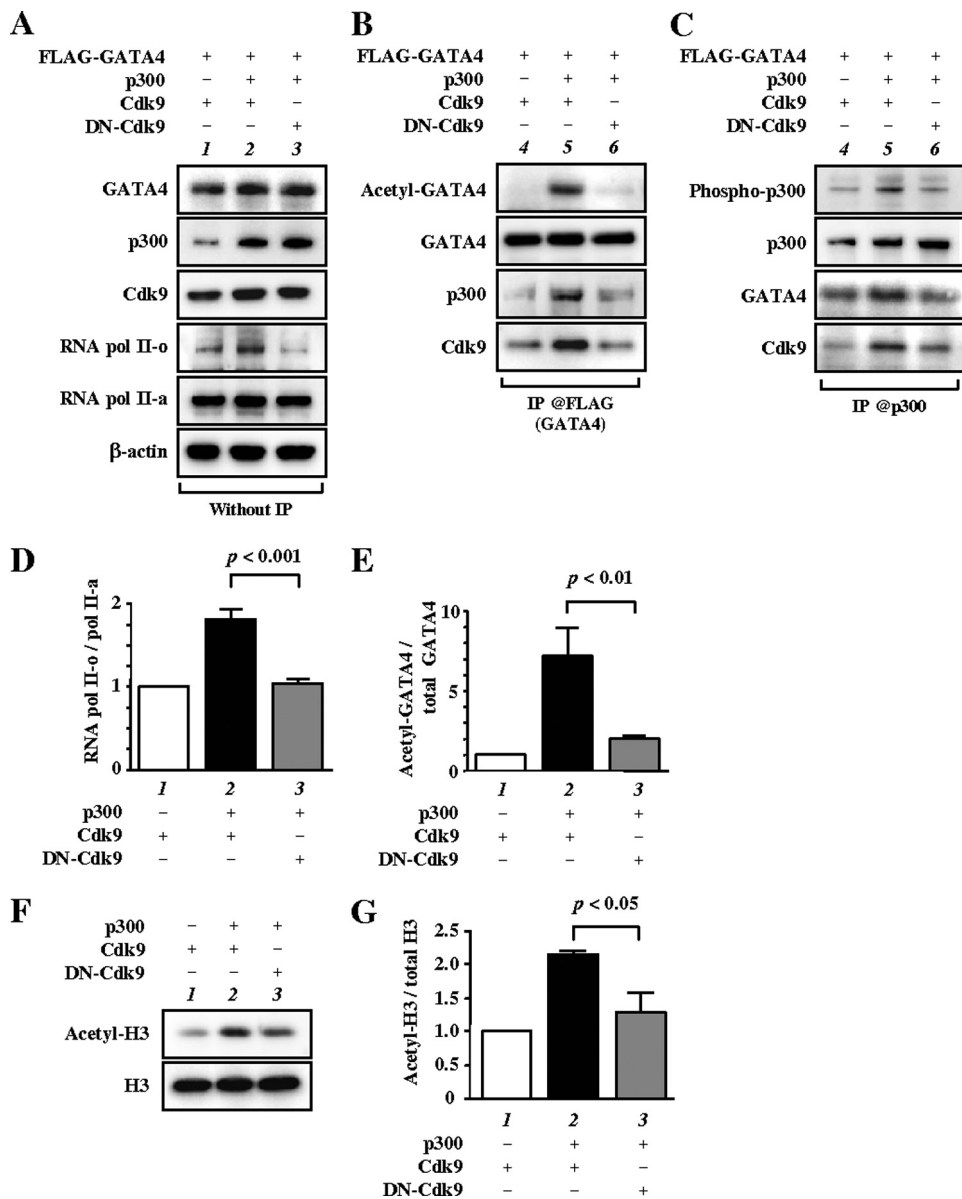 A
FLAG-GATA4 + + +
p300 – + +
Cdk9 + + –
DN-Cdk9 – – +
1 2 3
GATA4
p300
Cdk9
RNA pol II-o
RNA pol II-a
β-actin
Without IP
B
FLAG-GATA4 + + +
p300 – + +
Cdk9 + + –
DN-Cdk9 – – +
4 5 6
Acetyl-GATA4
GATA4
p300
Cdk9
IP @FLAG
(GATA4)
C
FLAG-GATA4 + + +
p300 – + +
Cdk9 + + –
DN-Cdk9 – – +
4 5 6
Phospho-p300
p300
GATA4
Cdk9
IP @p300
D
p < 0.001
RNA pol II-o / pol II-a
2
1
0
1 2 3
p300 – + +
Cdk9 + + –
DN-Cdk9 – – +
E
p < 0.01
Acetyl-GATA4 /
total GATA4
10
5
0
1 2 3
p300 – + +
Cdk9 + + –
DN-Cdk9 – – +
F
p300 – + +
Cdk9 + + –
DN-Cdk9 – – +
1 2 3
Acetyl-H3
H3
G
p < 0.05
Acetyl-H3 / total H3
2.5
2.0
1.5
1.0
0.5
0
1 2 3
p300 – + +
Cdk9 + + –
DN-Cdk9 – – +